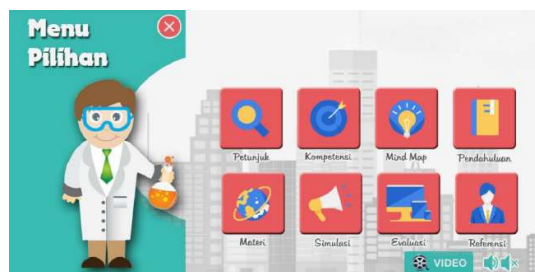 Menu
Pilihan
Petunjuk
Kompetensi
Mind Map
Pendahuluan
Materi
Simulasi
Evaluasi
Referensi
VIDEO